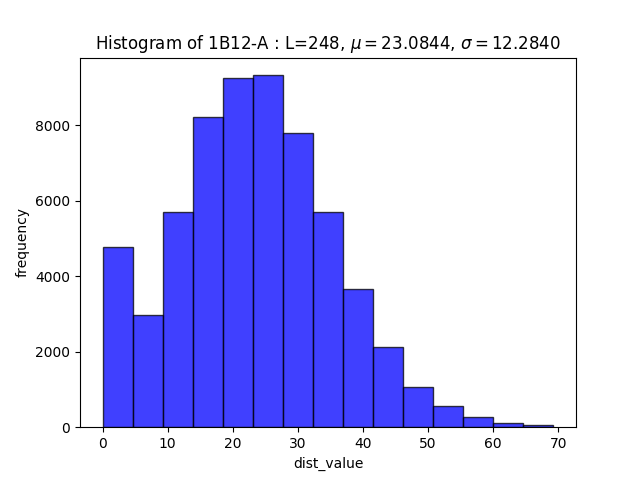 Histogram of 1B12-A : L=248, μ = 23.0844, σ = 12.2840
8000
6000
4000
2000
0
frequency
0 10 20 30 40 50 60 70
dist_value